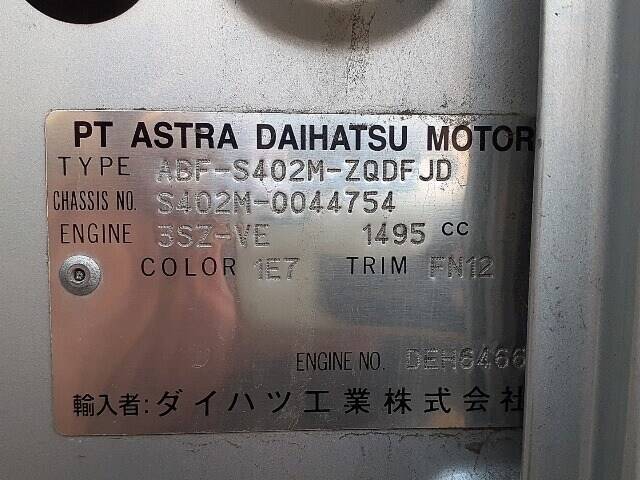 PT ASTRA DAIHATSU MOTOR
TYPE ABF-S402M-ZQDFJD
CHASSIS NO. S402M-0044754
ENGINE 3SZ-VE 1495 cc
COLOR 1E7 TRIM FN12
ENGINE NO. DEH6466
輸入者: ダイハツ工業株式会社